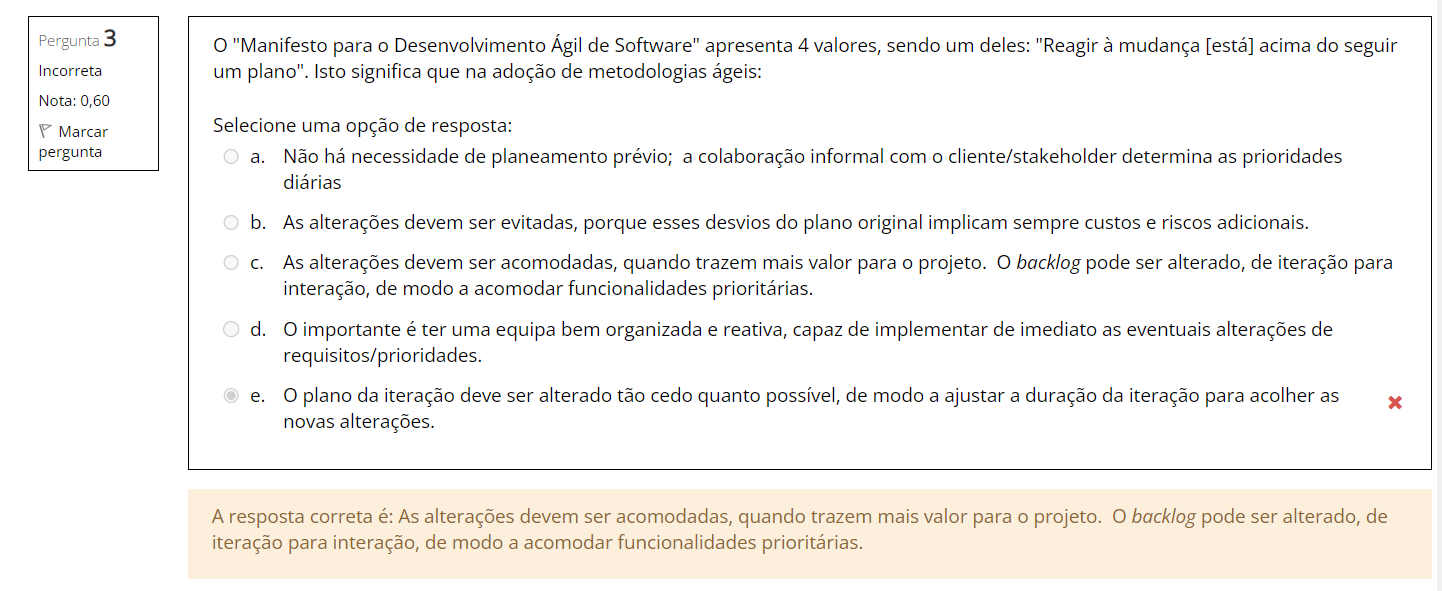 Pergunta 3
Incorreta
Nota: 0,60
Marcar
pergunta
O "Manifesto para o Desenvolvimento Ágil de Software" apresenta 4 valores, sendo um deles: "Reagir à mudança [está] acima do seguir
um plano". Isto significa que na adoção de metodologias ágeis:
Selecione uma opção de resposta:
a. Não há necessidade de planeamento prévio; a colaboração informal com o cliente/stakeholder determina as prioridades
diárias
b. As alterações devem ser evitadas, porque esses desvios do plano original implicam sempre custos e riscos adicionais.
c. As alterações devem ser acomodadas, quando trazem mais valor para o projeto. O backlog pode ser alterado, de iteração para
interação, de modo a acomodar funcionalidades prioritárias.
d. O importante é ter uma equipa bem organizada e reativa, capaz de implementar de imediato as eventuais alterações de
requisitos/prioridades.
e. O plano da iteração deve ser alterado tão cedo quanto possível, de modo a ajustar a duração da iteração para acolher as
novas alterações.
A resposta correta é: As alterações devem ser acomodadas, quando trazem mais valor para o projeto. O backlog pode ser alterado, de
iteração para interação, de modo a acomodar funcionalidades prioritárias.